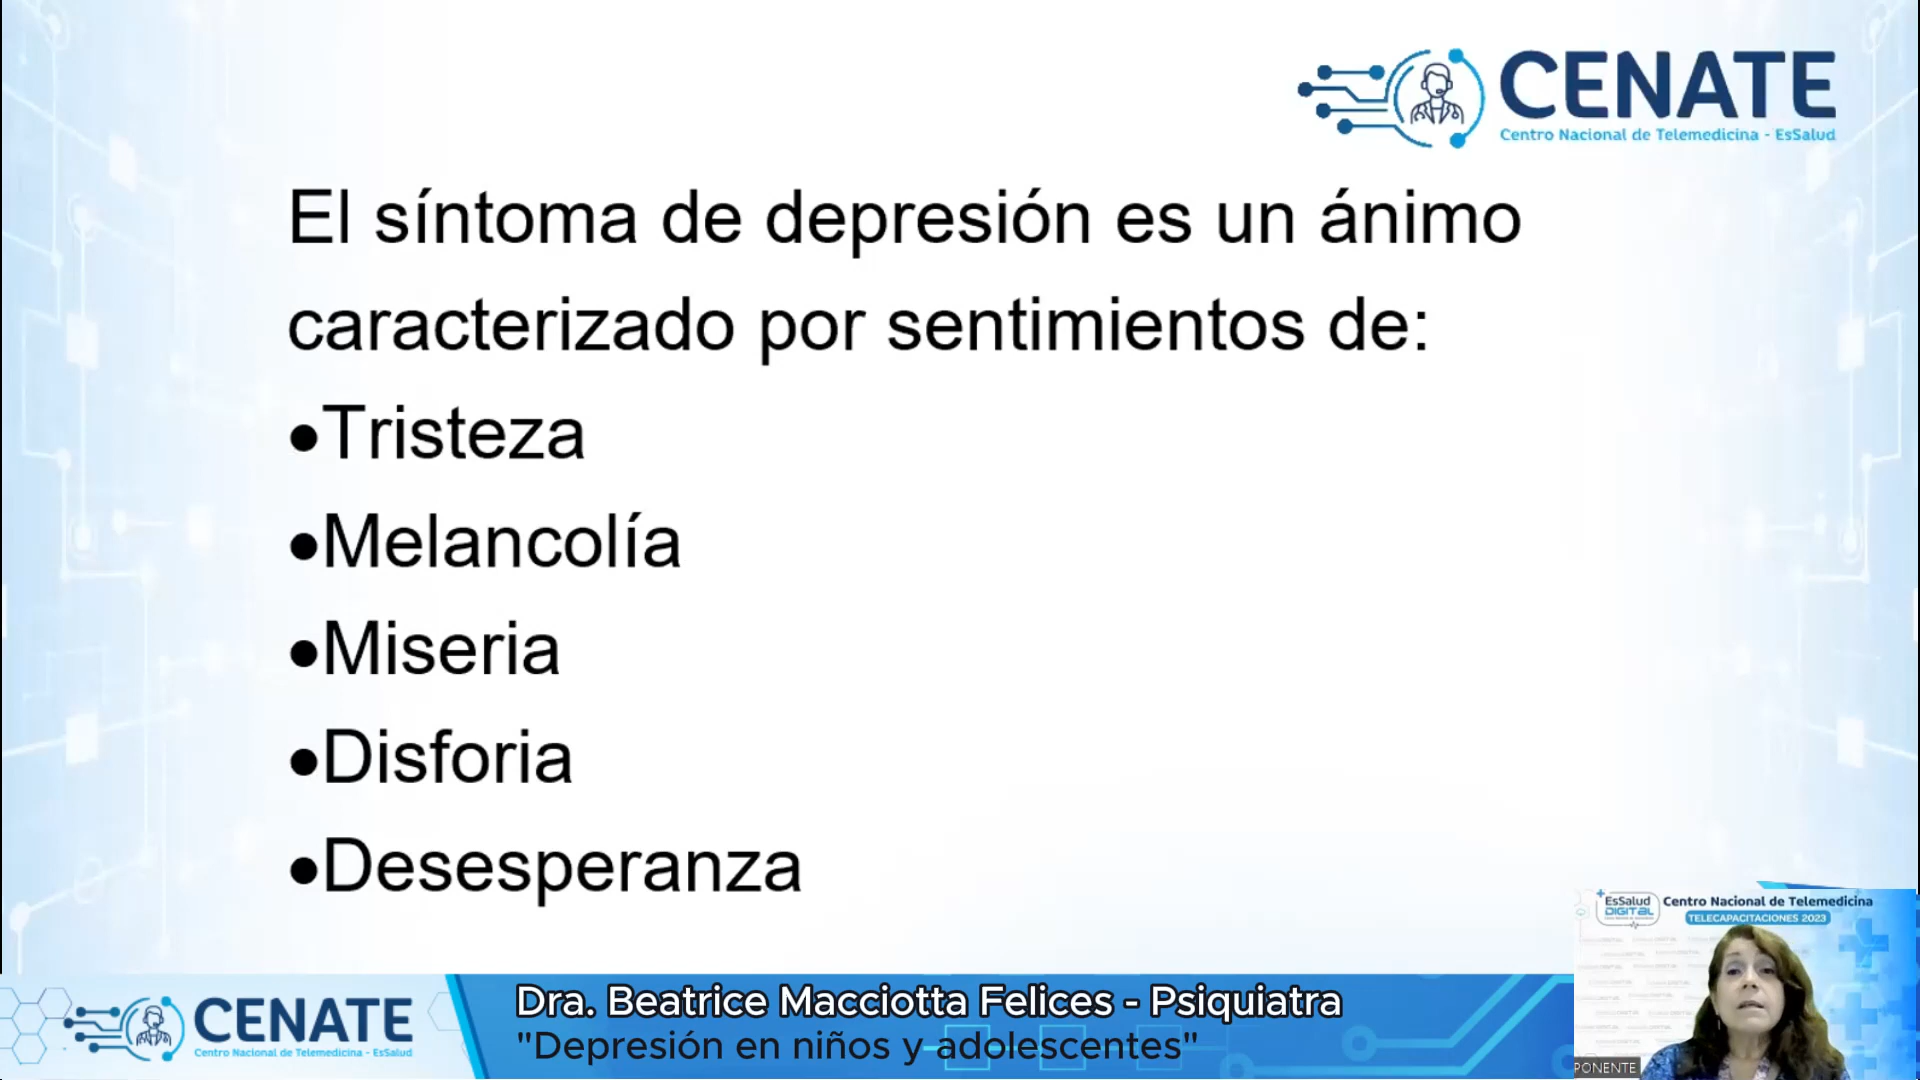 CENATE
Centro Nacional de Telemedicina - EsSalud
El síntoma de depresión es un ánimo
caracterizado por sentimientos de:
•Tristeza
•Melancolía
•Miseria
•Disforia
•Desesperanza
EsSalud
DIGITAL
Centro Nacional de Telemedicina
TELECAPACITACIONES 2023
PONENTE
CENATE
Centro Nacional de Telemedicina - EsSalud
Dra. Beatrice Macciotta Felices - Psiquiatra
"Depresión en niños y adolescentes"